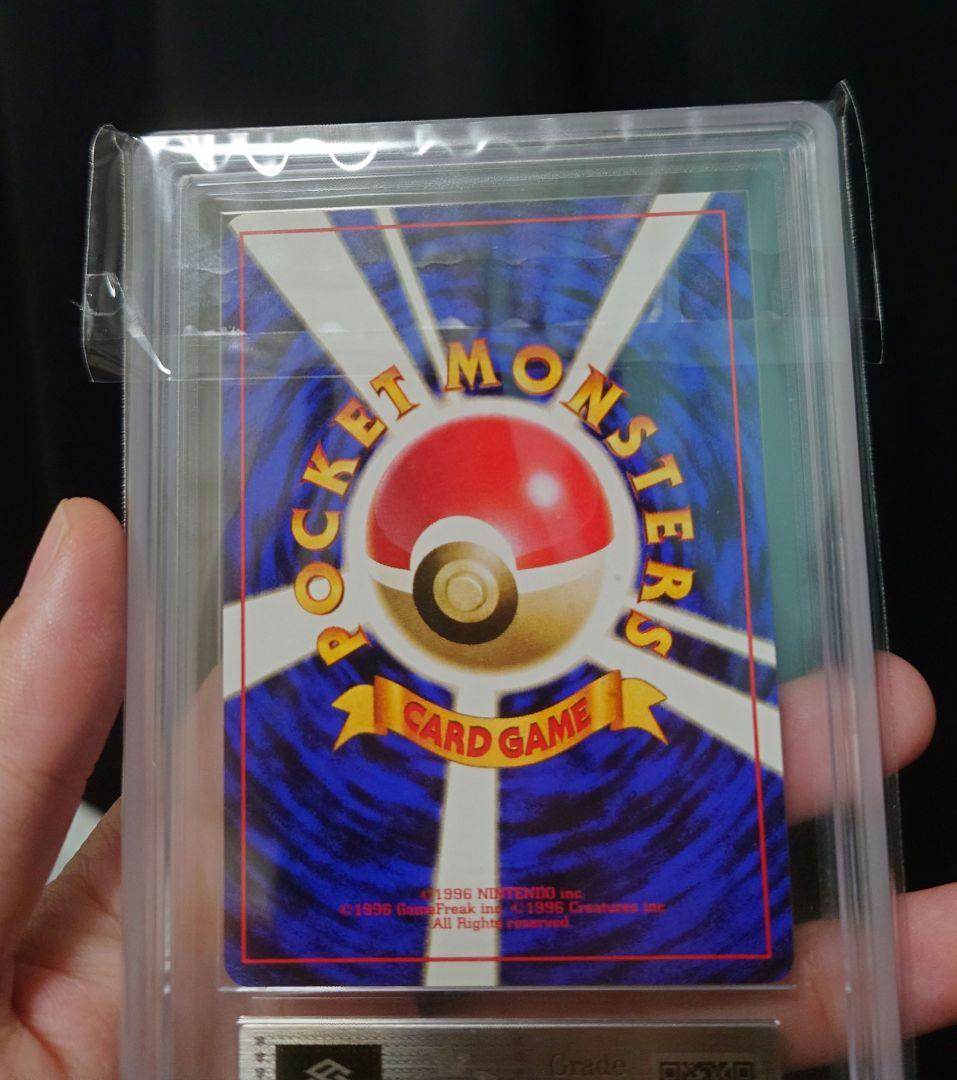 POCKET MONSTERS
CARD GAME
©1996 NINTENDO inc.
©1996 GameFreak inc. ©1996 Creatures inc
All Rights reserved.
Grade